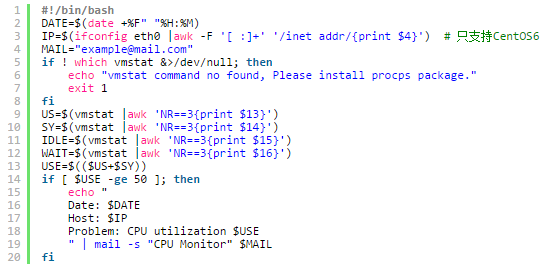 1 #!/bin/bash
2 DATE=$(date +%F" "%H:%M)
3 IP=$(ifconfig eth0 |awk -F '[ :]+' '/inet addr/{print $4}')  # 只支持CentOS6
4 MAIL="example@mail.com"
5 if ! which vmstat &>/dev/null; then
6     echo "vmstat command no found, Please install procps package."
7     exit 1
8 fi
9 US=$(vmstat |awk 'NR==3{print $13}')
10 SY=$(vmstat |awk 'NR==3{print $14}')
11 IDLE=$(vmstat |awk 'NR==3{print $15}')
12 WAIT=$(vmstat |awk 'NR==3{print $16}')
13 USE=$(($US+$SY))
14 if [ $USE -ge 50 ]; then
15     echo "
16     Date: $DATE
17     Host: $IP
18     Problem: CPU utilization $USE
19     " | mail -s "CPU Monitor" $MAIL
20 fi